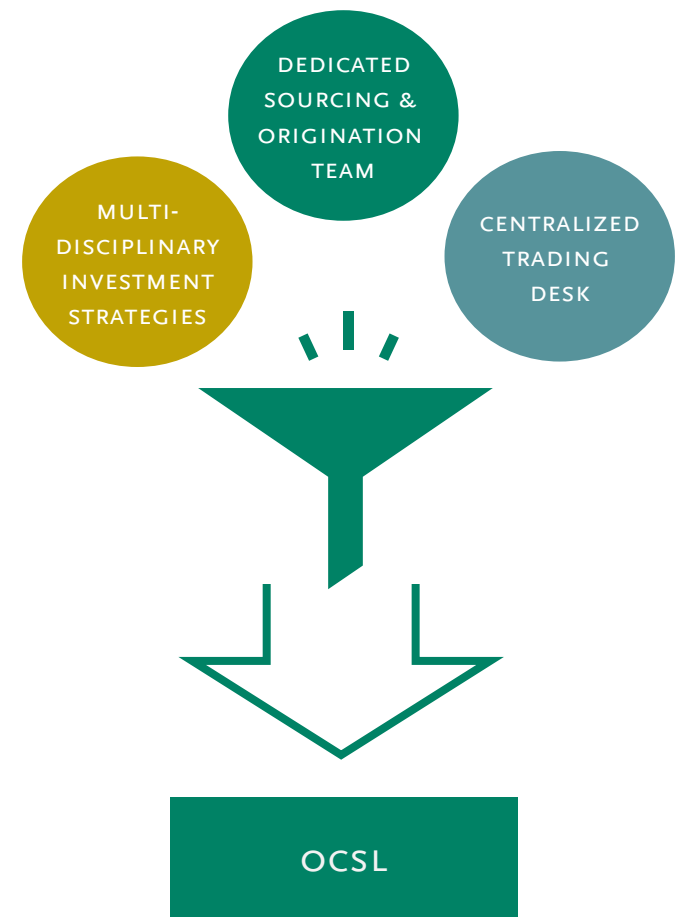 DEDICATED
SOURCING &
ORIGINATION
TEAM
MULTI-
DISCIPLINARY
INVESTMENT
STRATEGIES
CENTRALIZED
TRADING
DESK
OCSL